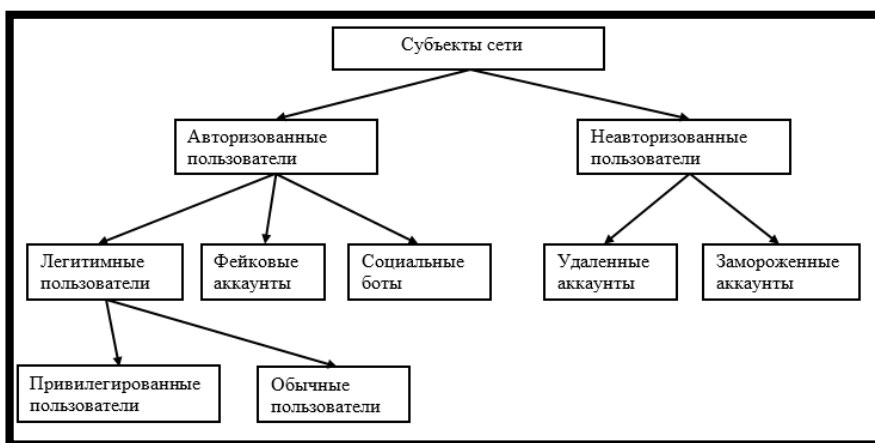 Субъекты сети
Авторизованные
пользователи
Неавторизованные
пользователи
Легитимные
пользователи
Фейковые
аккаунты
Социальные
боты
Удаленные
аккаунты
Замороженные
аккаунты
Привилегированные
пользователи
Обычные
пользователи